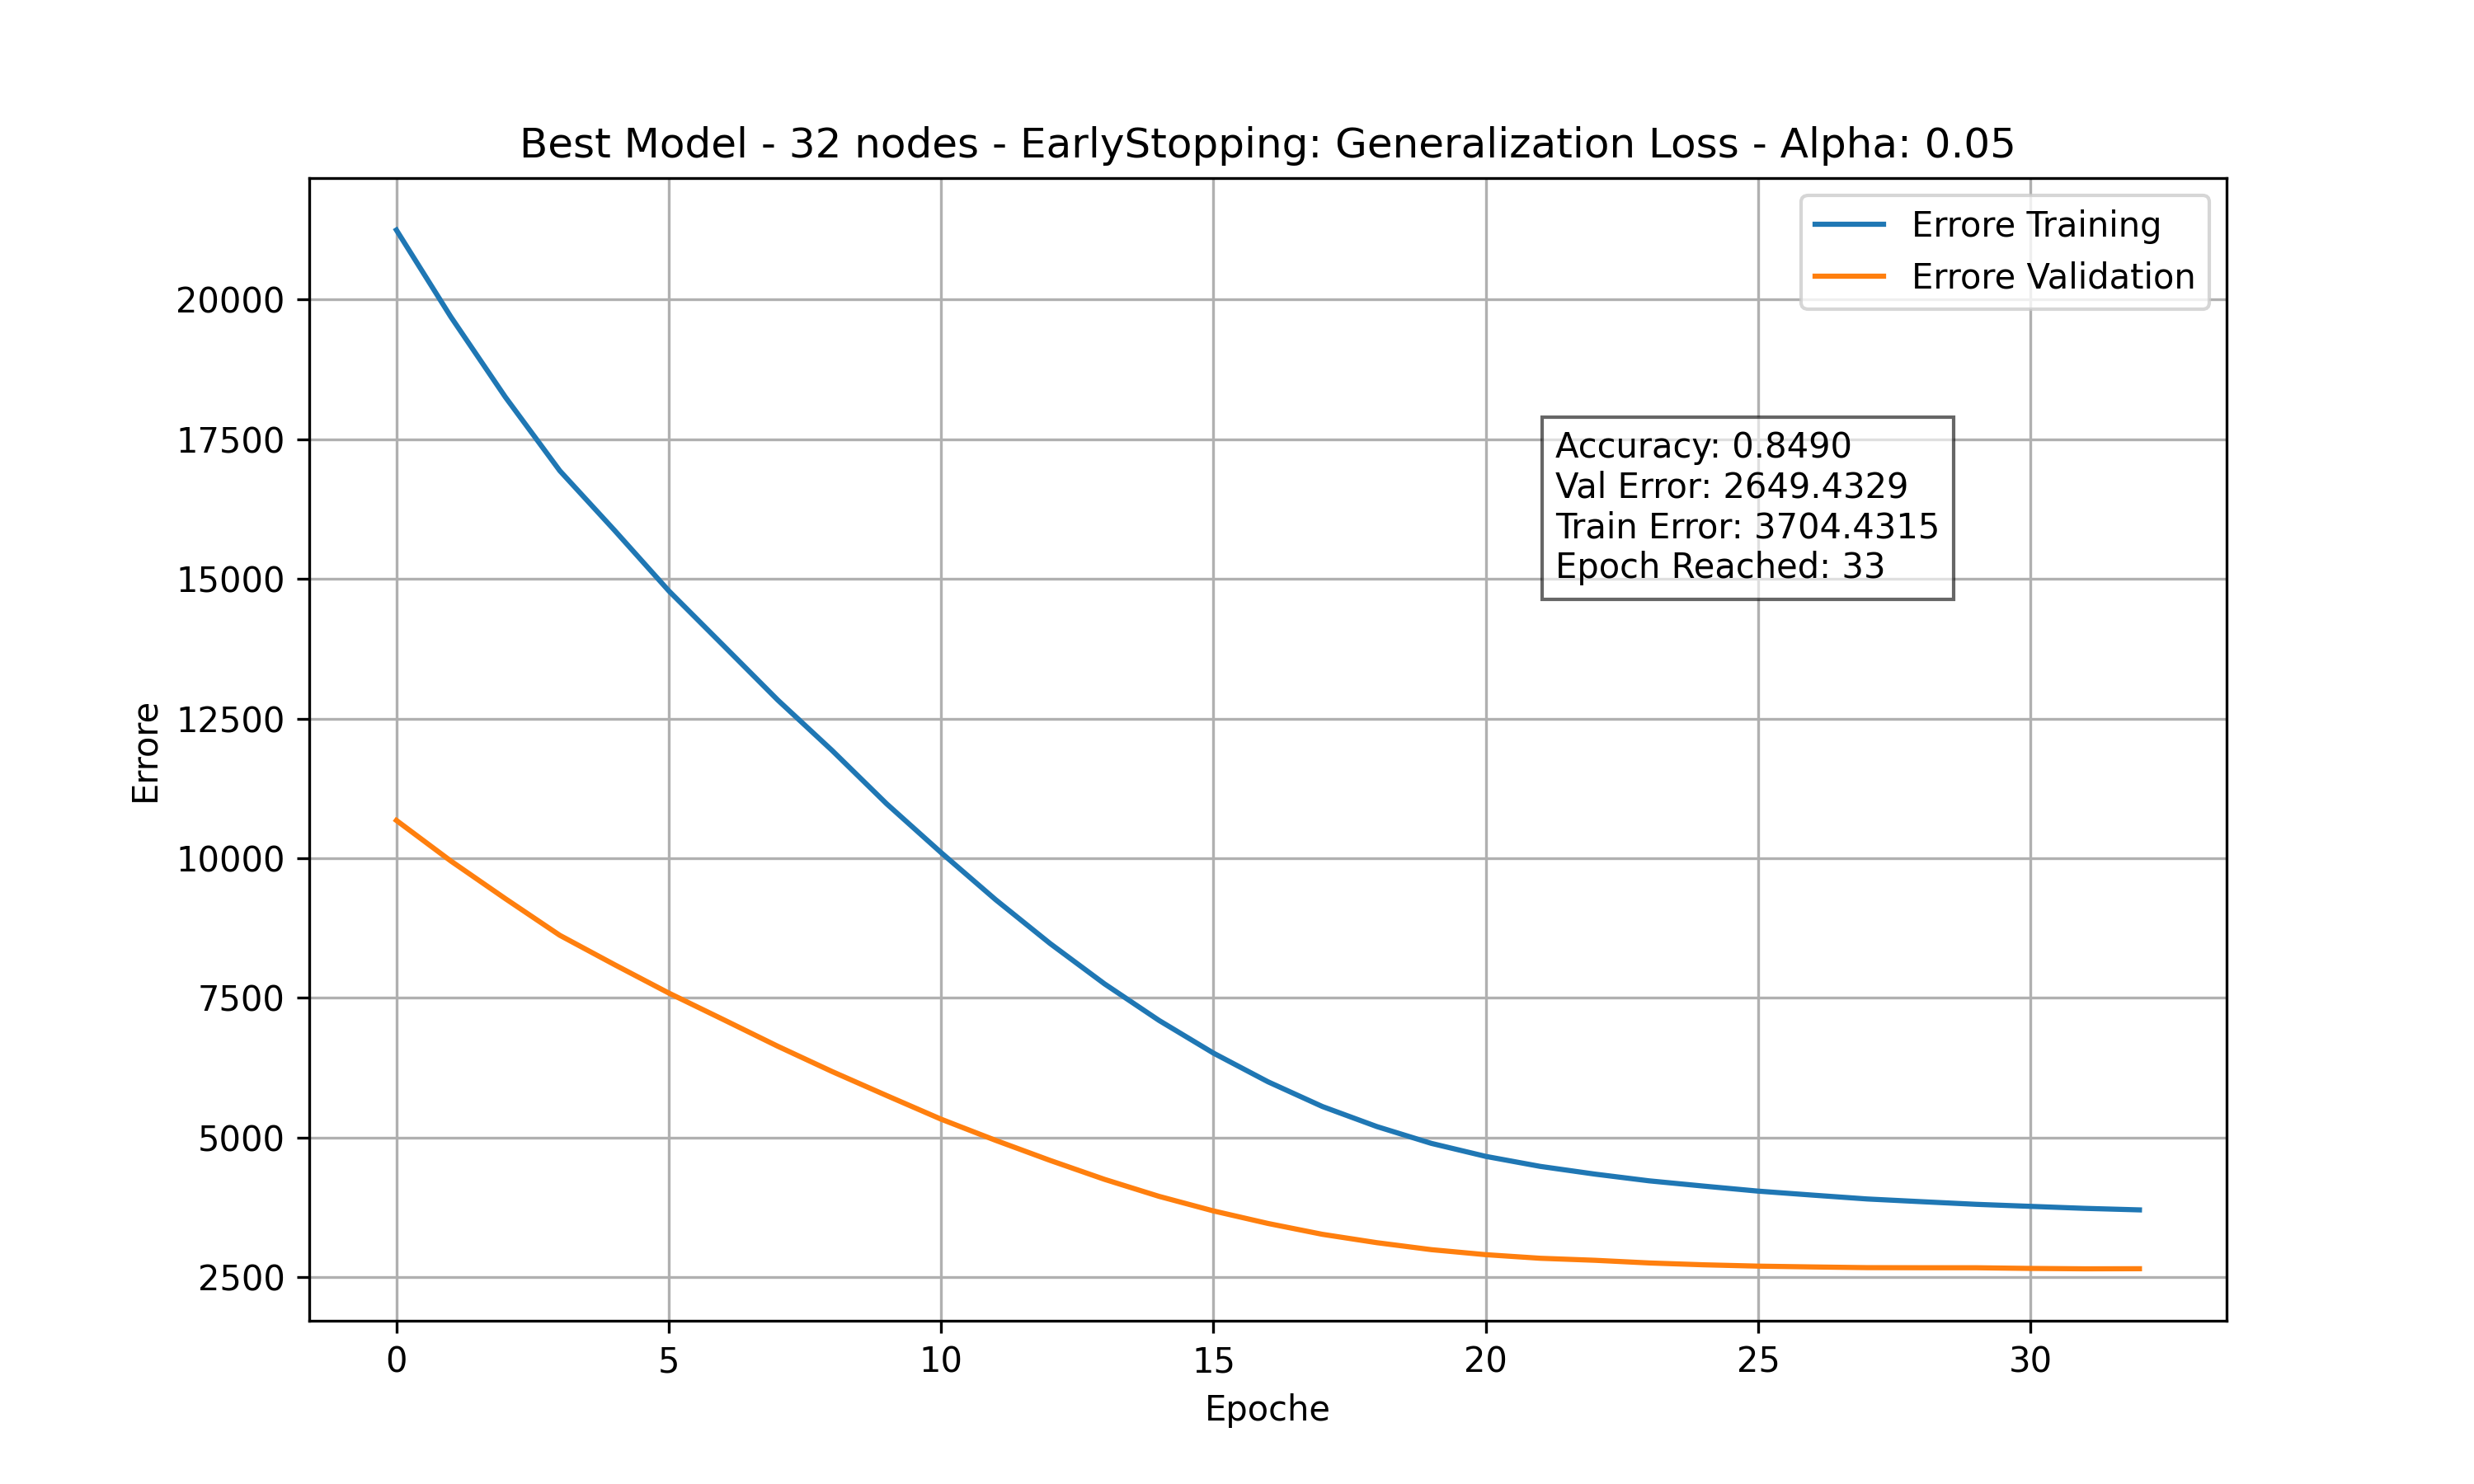 Best Model - 32 nodes - EarlyStopping: Generalization Loss - Alpha: 0.05
Errore Training
Errore Validation
Accuracy: 0.8490
Val Error: 2649.4329
Train Error: 3704.4315
Epoch Reached: 33
Errore
20000
17500
15000
12500
10000
7500
5000
2500
0 5 10 15 20 25 30
Epoche